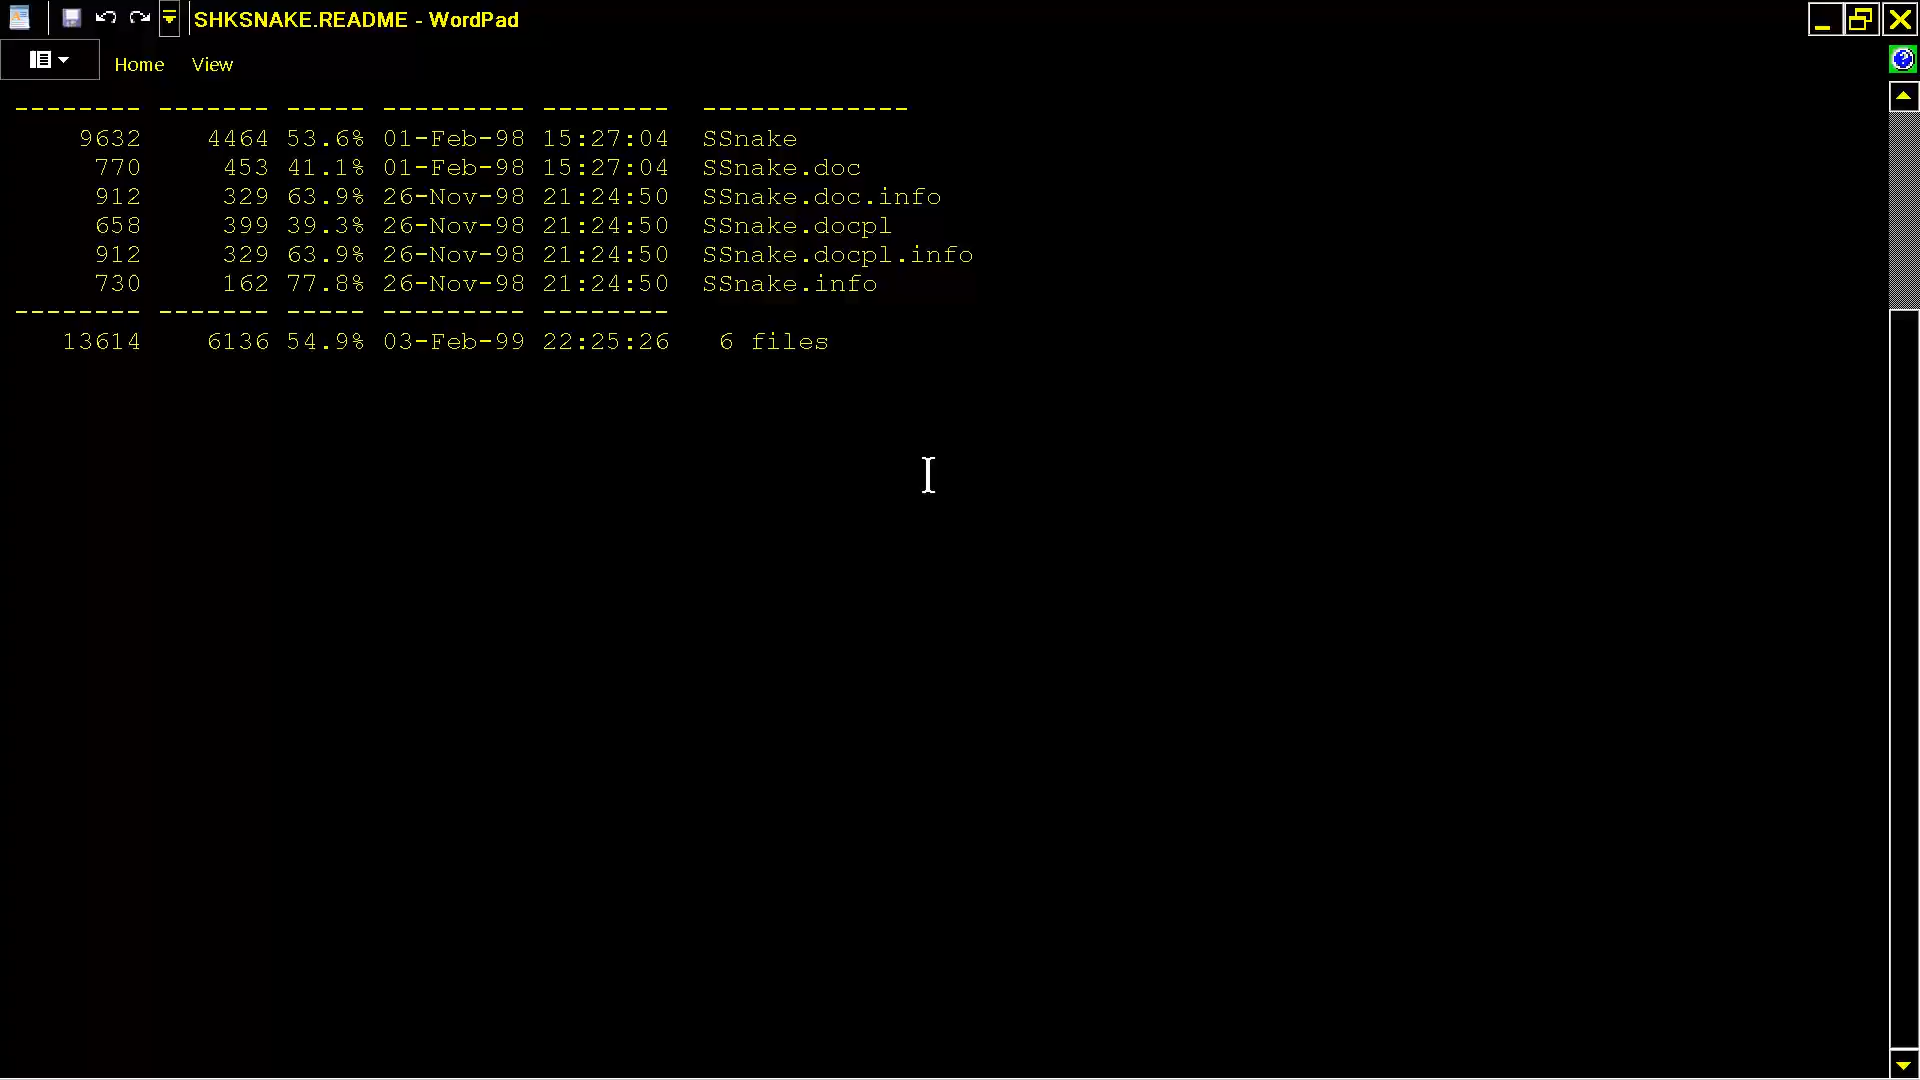 SHKSNAKE.README - WordPad
Home View
-------- ------- ----- --------- -------- -------------
9632 4464 53.6% 01-Feb-98 15:27:04 SSnake
770 453 41.1% 01-Feb-98 15:27:04 SSnake.doc
912 329 63.9% 26-Nov-98 21:24:50 SSnake.doc.info
658 399 39.3% 26-Nov-98 21:24:50 SSnake.docpl
912 329 63.9% 26-Nov-98 21:24:50 SSnake.docpl.info
730 162 77.8% 26-Nov-98 21:24:50 SSnake.info
-------- ------- ----- --------- --------
13614 6136 54.9% 03-Feb-99 22:25:26 6 files